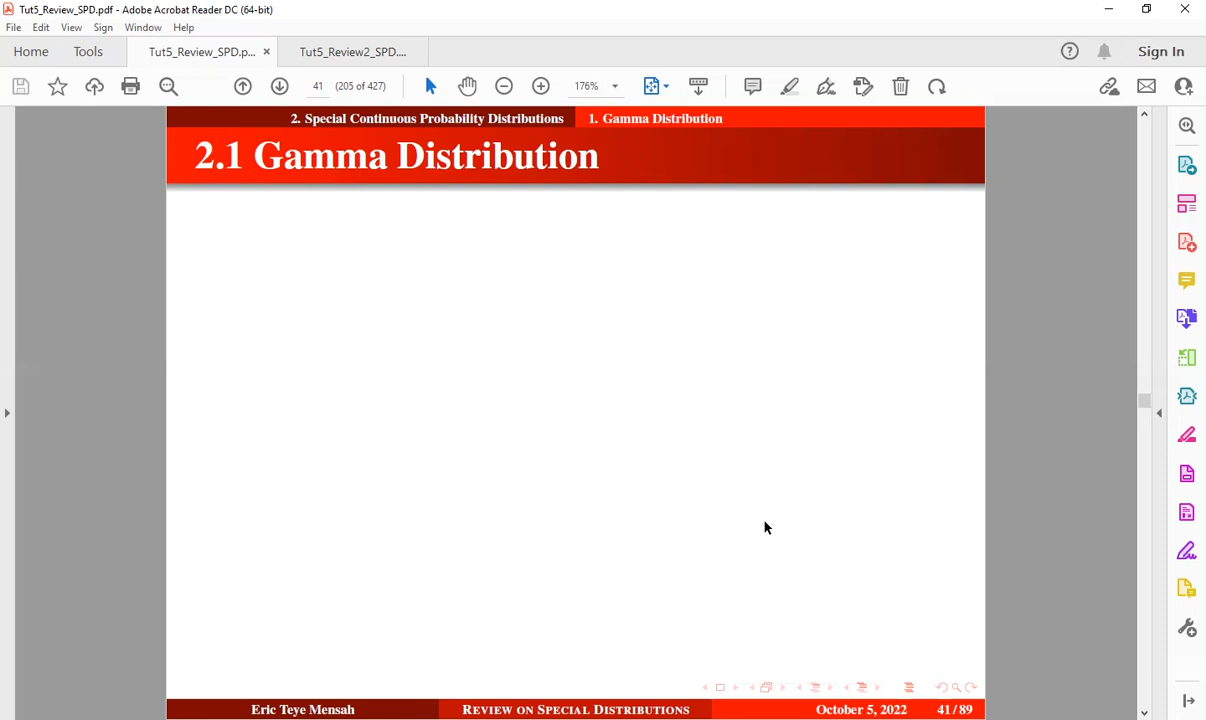 Tut5_Review_SPD.pdf - Adobe Acrobat Reader DC (64-bit)
File Edit View Sign Window Help
Home Tools Tut5_Review_SPD.p... × Tut5_Review2_SPD.... Sign In
41 (205 of 427) 176%
2. Special Continuous Probability Distributions 1. Gamma Distribution
2.1 Gamma Distribution
Eric Teye Mensah REVIEW ON SPECIAL DISTRIBUTIONS October 5, 2022 41/89